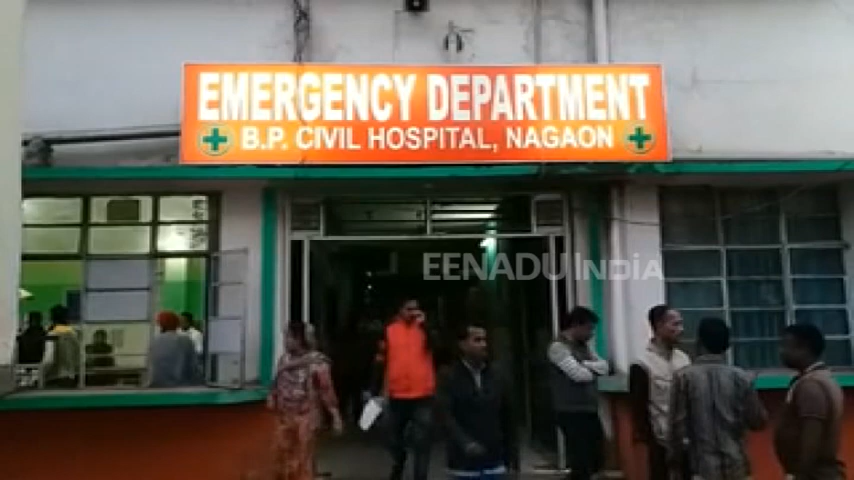 EMERGENCY DEPARTMENT
B.P. CIVIL HOSPITAL, NAGAON
EENADU INDIA